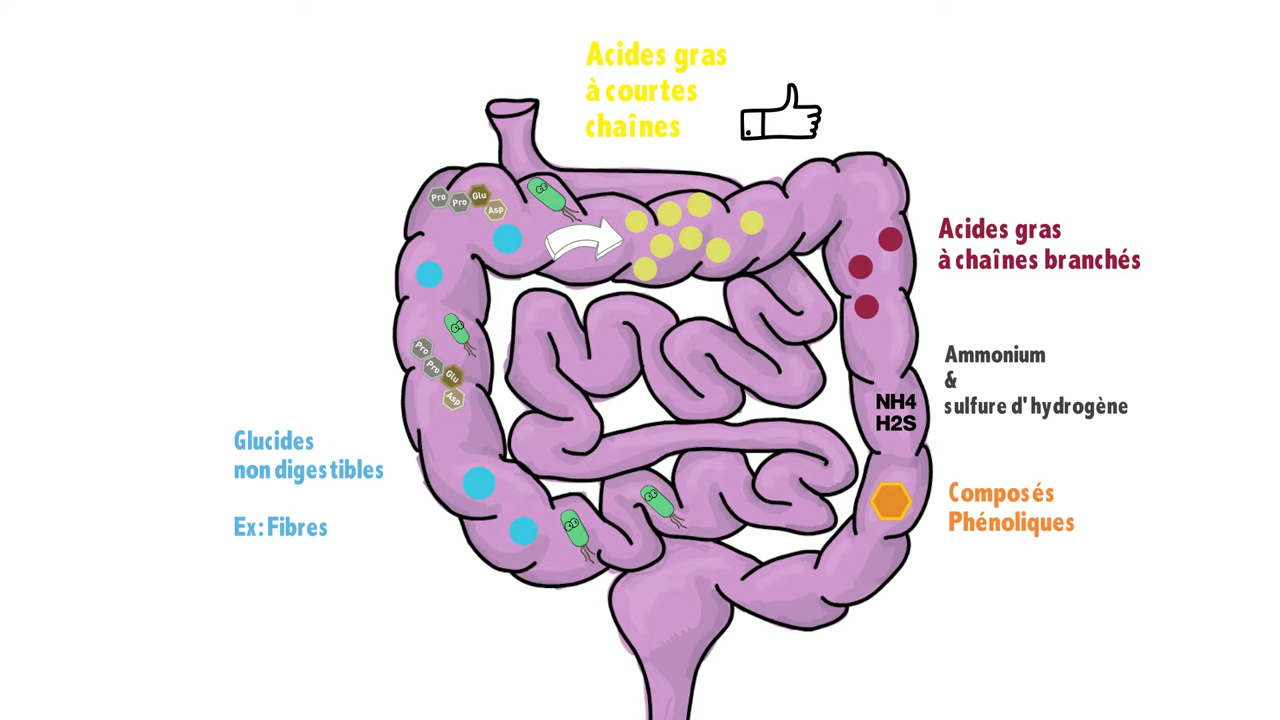 Acides gras
à courtes
chaînes
Pro
Pro
Glu
Asp
Acides gras
à chaînes branchés
Pro
Pro
Glu
Asp
Ammonium
&
sulfure d'hydrogène
NH4
H2S
Glucides
non digestibles
Ex: Fibres
Composés
Phénoliques